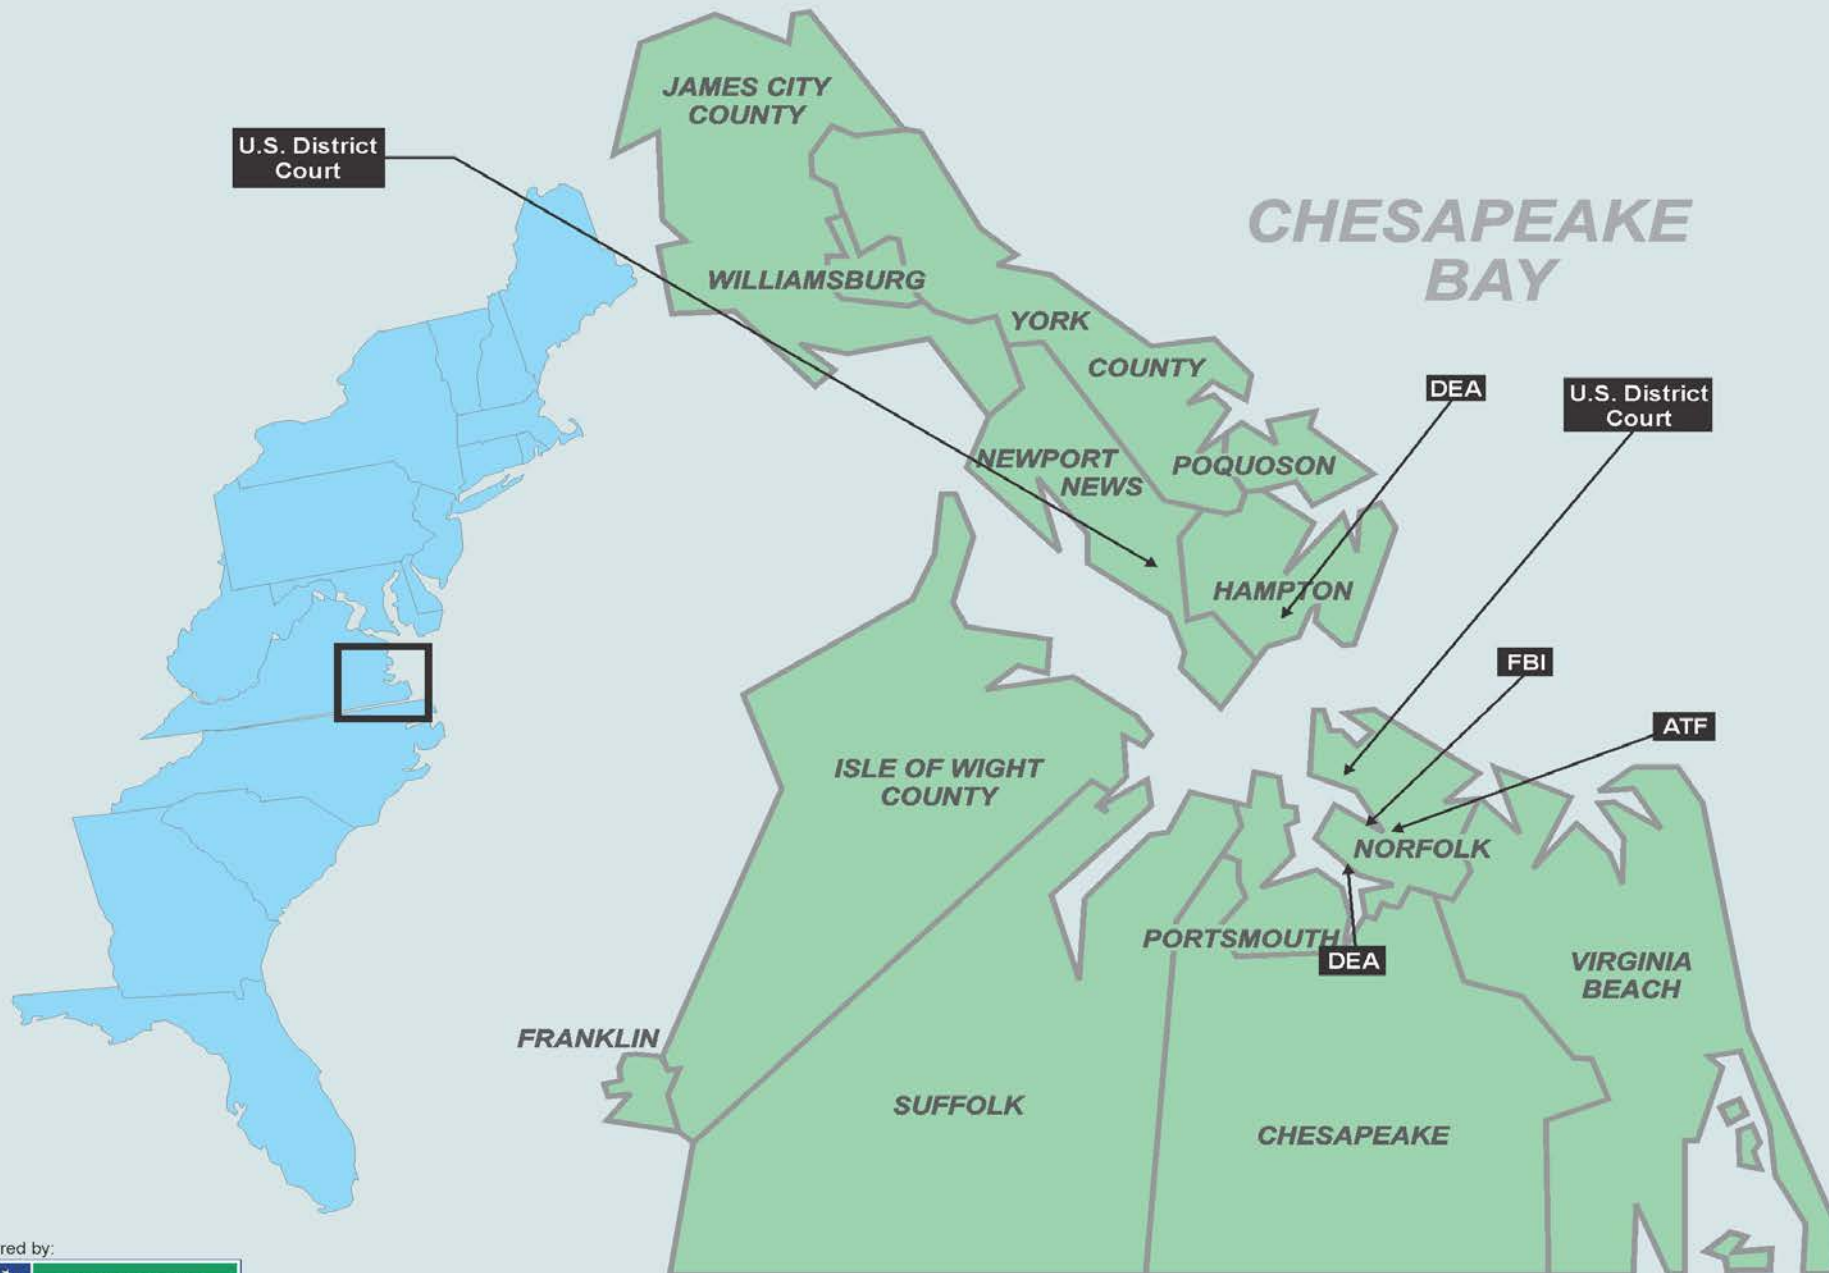 JAMES CITY
COUNTY
U.S. District
Court
CHESAPEAKE
BAY
WILLIAMSBURG
YORK
COUNTY
DEA
U.S. District
Court
NEWPORT
NEWS
POQUOSON
HAMPTON
FBI
ATF
ISLE OF WIGHT
COUNTY
NORFOLK
PORTSMOUTH
DEA
VIRGINIA
BEACH
FRANKLIN
SUFFOLK
CHESAPEAKE
red by: